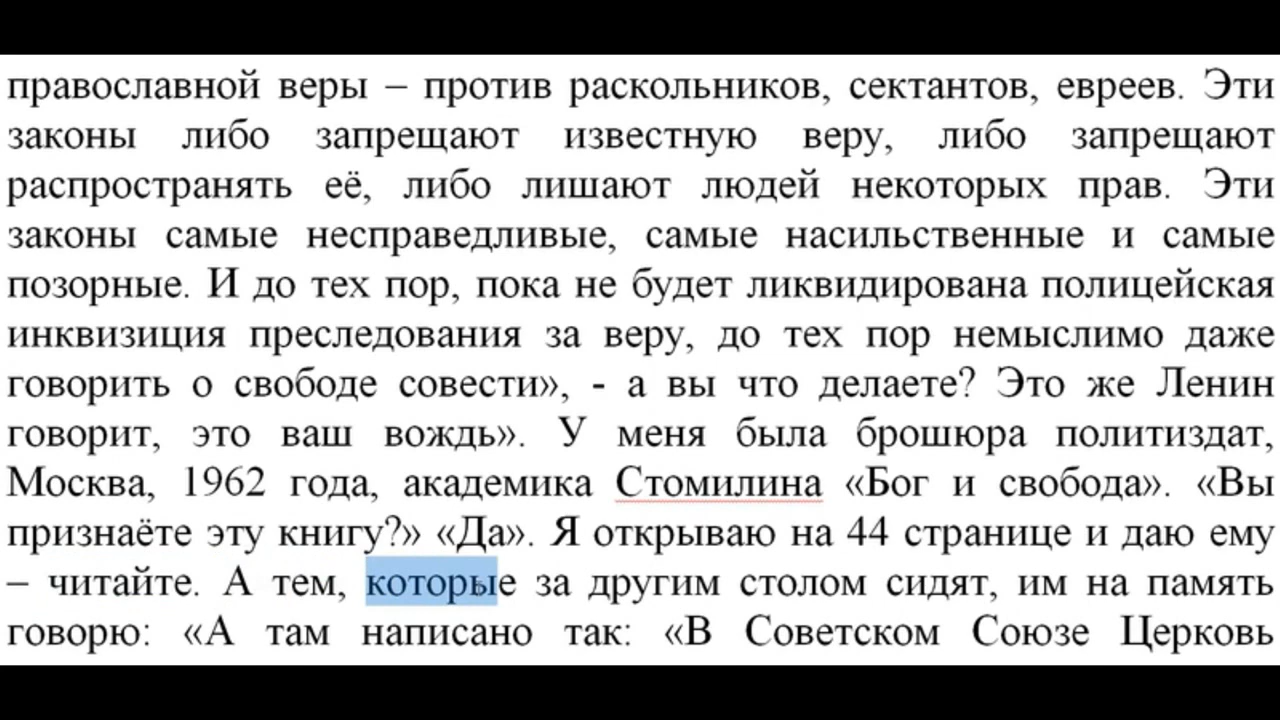 православной веры – против раскольников, сектантов, евреев. Эти
законы либо запрещают известную веру, либо запрещают
распространять её, либо лишают людей некоторых прав. Эти
законы самые несправедливые, самые насильственные и самые
позорные. И до тех пор, пока не будет ликвидирована полицейская
инквизиция преследования за веру, до тех пор немыслимо даже
говорить о свободе совести», - а вы что делаете? Это же Ленин
говорит, это ваш вождь». У меня была брошюра политиздат,
Москва, 1962 года, академика Стомилина «Бог и свобода». «Вы
признаёте эту книгу?» «Да». Я открываю на 44 странице и даю ему
– читайте. А тем, которые за другим столом сидят, им на память
говорю: «А там написано так: «В Советском Союзе Церковь